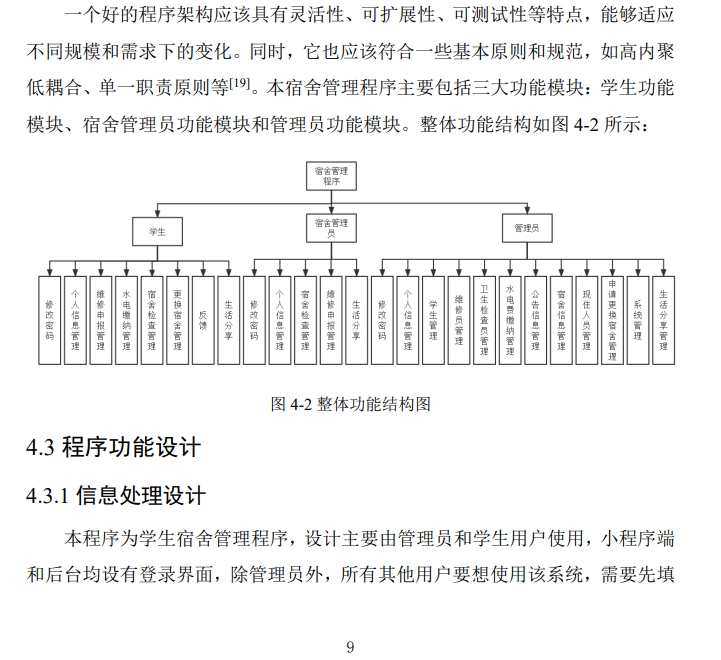 一个好的程序架构应该具有灵活性、可扩展性、可测试性等特点，能够适应
不同规模和需求下的变化。同时，它也应该符合一些基本原则和规范，如高内聚
低耦合、单一职责原则等[19]。本宿舍管理程序主要包括三大功能模块：学生功能
模块、宿舍管理员功能模块和管理员功能模块。整体功能结构如图 4-2 所示：
宿舍管理
程序
学生
宿舍管理
员
管理员
修改密码
个人信息管理
维修申报管理
水电缴纳管理
宿舍检查管理
更换宿舍管理
反馈
生活分享
修改密码
个人信息管理
宿舍检查管理
维修申报管理
生活分享
修改密码
个人信息管理
学生管理
维修员管理
卫生检查员管理
水电费缴纳管理
公告信息管理
宿舍信息管理
现住人员管理
申请更换宿舍管理
系统管理
生活分享管理
图 4-2 整体功能结构图
4.3 程序功能设计
4.3.1 信息处理设计
本程序为学生宿舍管理程序，设计主要由管理员和学生用户使用，小程序端
和后台均设有登录界面，除管理员外，所有其他用户要想使用该系统，需要先填
9